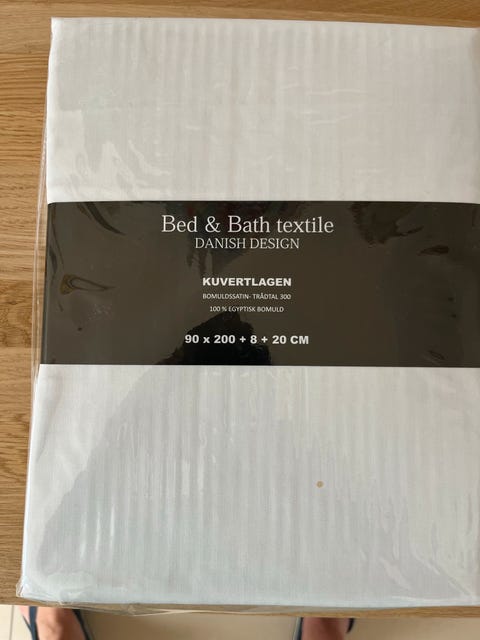 Bed & Bath textile
DANISH DESIGN
KUVERTLAGEN
BOMULDSSATIN- TRÅDTAL 300
100 % EGYPTISK BOMULD
90 x 200 + 8 + 20 CM